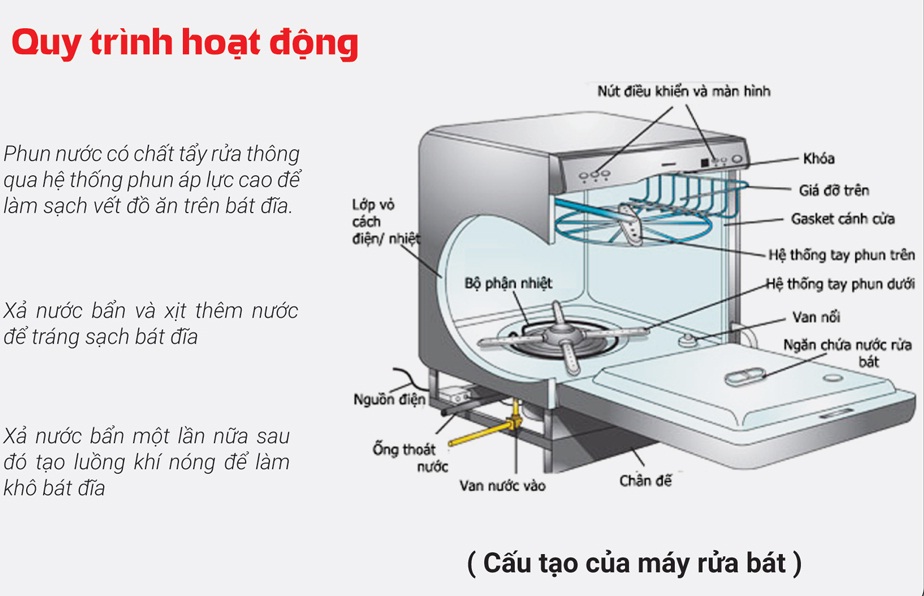 Quy trình hoạt động
Phun nước có chất tẩy rửa thông
qua hệ thống phun áp lực cao để
làm sạch vết đồ ăn trên bát đĩa.
Xả nước bẩn và xịt thêm nước
để tráng sạch bát đĩa
Xả nước bẩn một lần nữa sau
đó tạo luồng khí nóng để làm
khô bát đĩa
Nút điều khiển và màn hình
Khóa
Giá đỡ trên
Gasket cánh cửa
Hệ thống tay phun trên
Hệ thống tay phun dưới
Van nổi
Ngăn chứa nước rửa
bát
Lớp vỏ
cách
điện/ nhiệt
Bộ phận nhiệt
Nguồn điện
Ống thoát
nước
Van nước vào
Chân đế
( Cấu tạo của máy rửa bát )